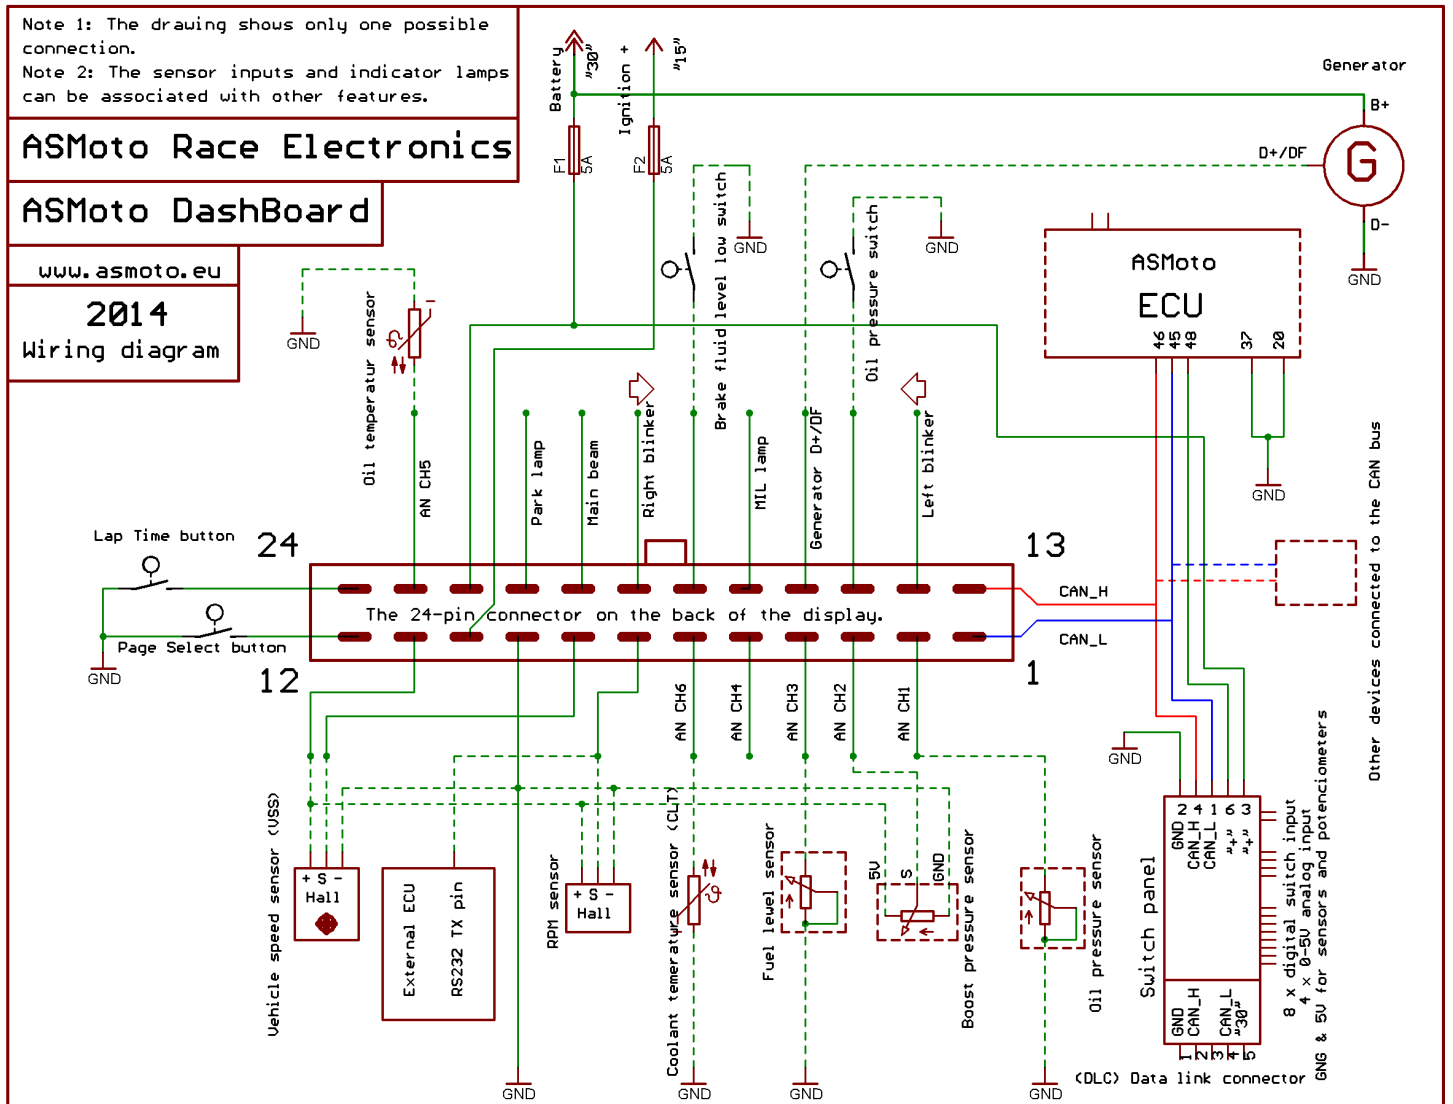 Note 1: The drawing shows only one possible
connection.
Note 2: The sensor inputs and indicator lamps
can be associated with other features.
ASMoto Race Electronics
ASMoto DashBoard
www.asmoto.eu
2014
Wiring diagram
Battery
"30"
Ignition +
"15"
F1
5A
F2
5A
Generator
B+
D+/DF
G
D-
GND
Brake fluid level low switch
GND
Oil pressure switch
GND
ASMoto
ECU
46
45
48
37
20
GND
GND
Oil temperatur sensor
AN CH5
Park lamp
Main beam
Right blinker
MIL lamp
Generator D+/DF
Left blinker
Other devices connected to the CAN bus
Lap Time button
24
13
CAN_H
The 24-pin connector on the back of the display.
Page Select button
GND
12
1
CAN_L
AN CH6
AN CH4
AN CH3
AN CH2
AN CH1
GND
Vehicle speed sensor (VSS)
+ S -
Hall
External ECU
RS232 TX pin
RPM sensor
+ S -
Hall
Coolant temerature sensor (CLT)
Fuel level sensor
5V
S
GND
Boost pressure sensor
Oil pressure sensor
2 4 1 6 3
GND
CAN_H
CAN_L
"+"
"+"
Switch panel
8 x digital switch input
4 x 0-5V analog input
GNG & 5V for sensors and potenciometers
GND
CAN_H
CAN_L
"30"
1 2 3 4 5
(DLC) Data link connector
GND
GND
GND
GND